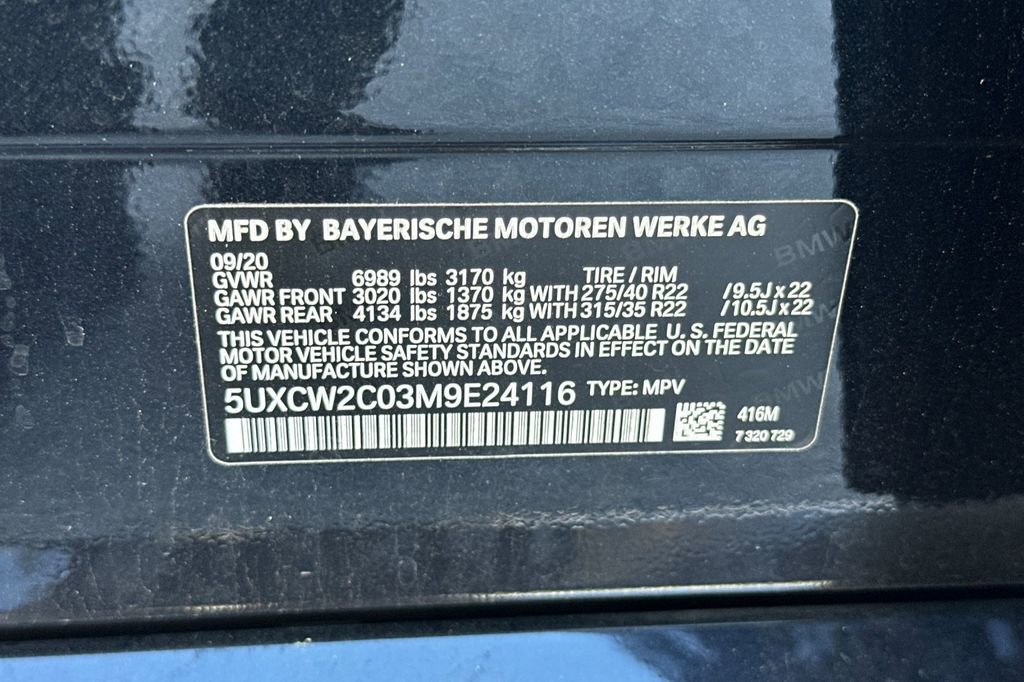 MFD BY BAYERISCHE MOTOREN WERKE AG
09/20
GVWR 6989 lbs 3170 kg TIRE / RIM
GAWR FRONT 3020 lbs 1370 kg WITH 275/40 R22 /9.5J x 22
GAWR REAR 4134 lbs 1875 kg WITH 315/35 R22 /10.5J x 22
THIS VEHICLE CONFORMS TO ALL APPLICABLE U. S. FEDERAL
MOTOR VEHICLE SAFETY STANDARDS IN EFFECT ON THE DATE
OF MANUFACTURE SHOWN ABOVE.
5UXCW2C03M9E24116 TYPE: MPV
416M
7 320 729
BMW